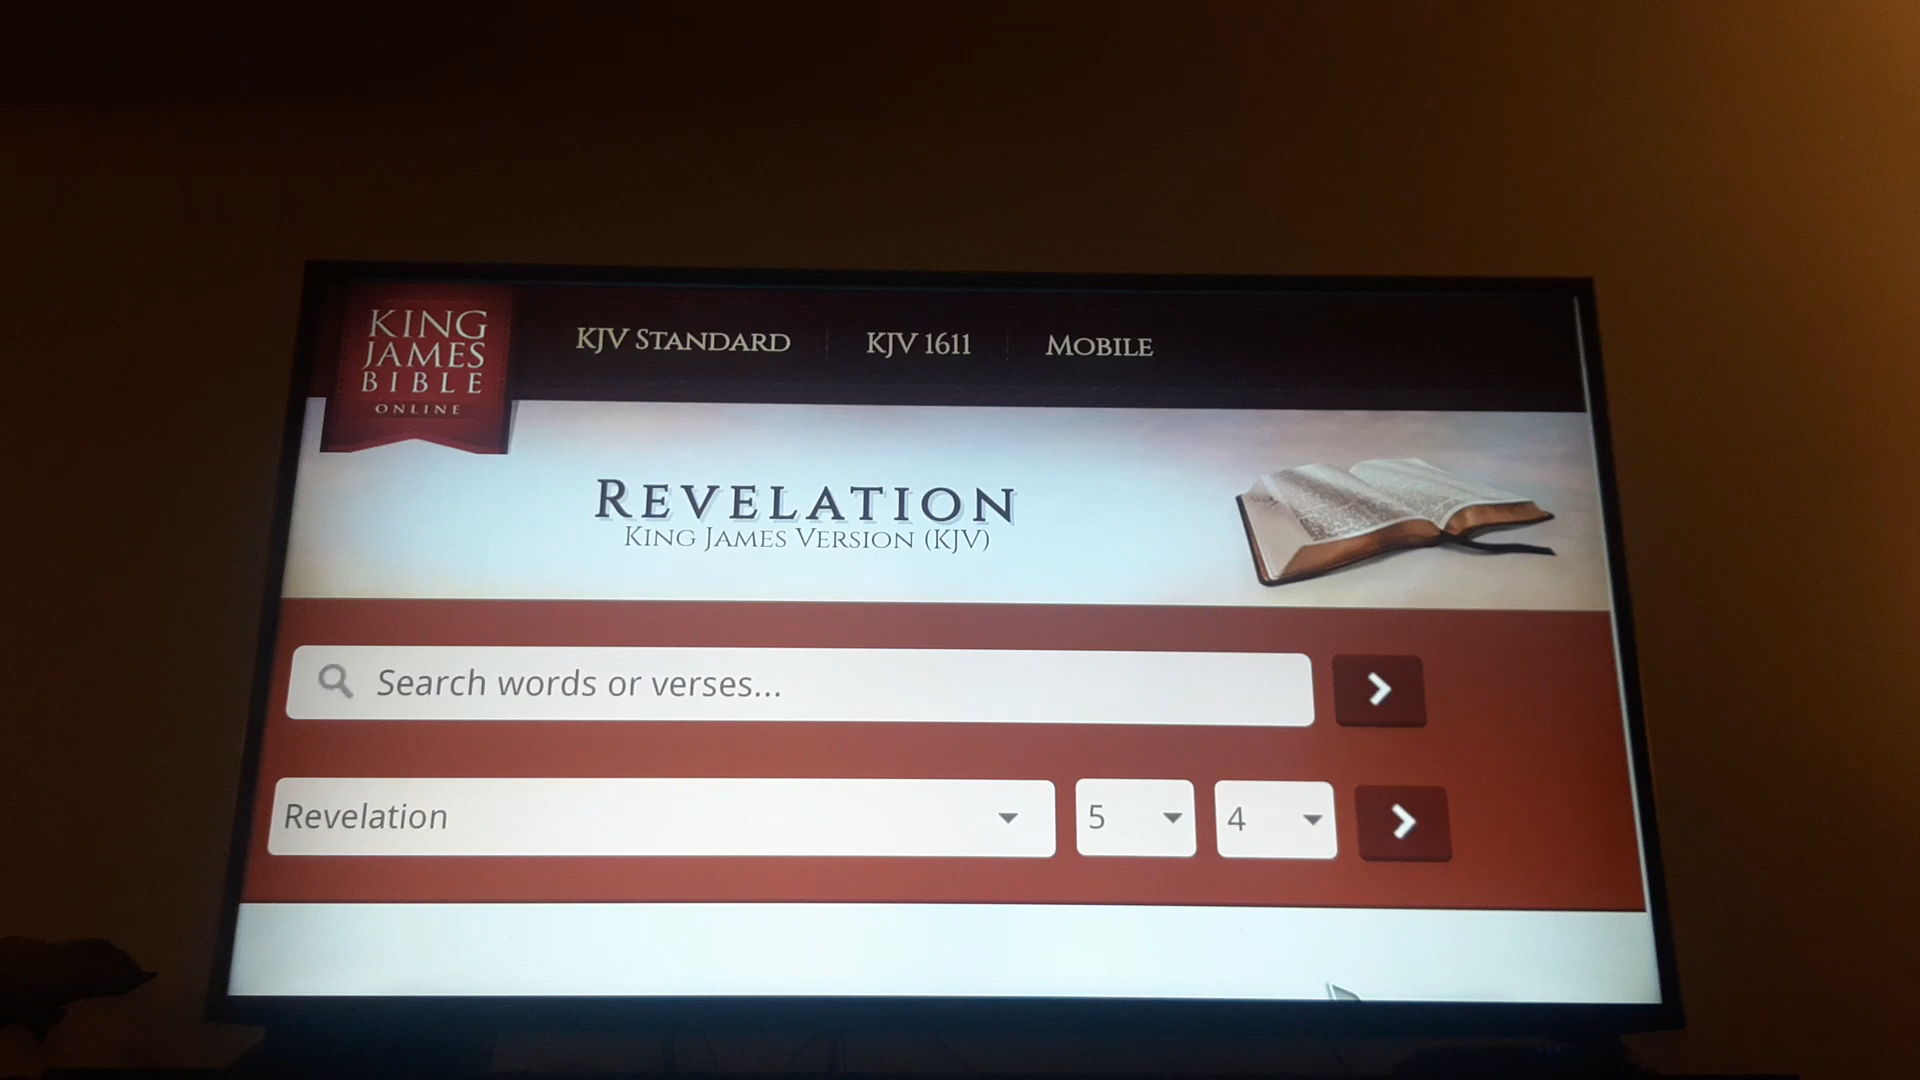 KING
JAMES
BIBLE
ONLINE
KJV STANDARD
KJV 1611
MOBILE
REVELATION
KING JAMES VERSION (KJV)
Search words or verses...
Revelation
5
4